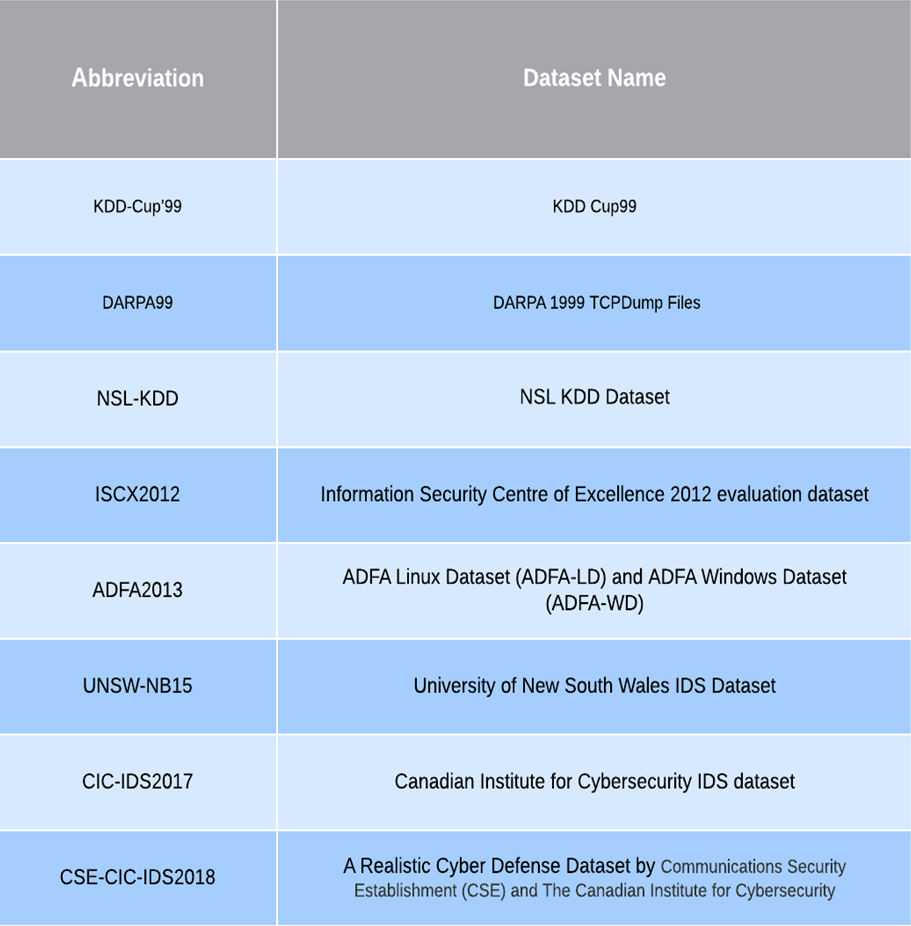 Abbreviation
Dataset Name
KDD-Cup'99
KDD Cup99
DARPA99
DARPA 1999 TCPDump Files
NSL-KDD
NSL KDD Dataset
ISCX2012
Information Security Centre of Excellence 2012 evaluation dataset
ADFA2013
ADFA Linux Dataset (ADFA-LD) and ADFA Windows Dataset
(ADFA-WD)
UNSW-NB15
University of New South Wales IDS Dataset
CIC-IDS2017
Canadian Institute for Cybersecurity IDS dataset
CSE-CIC-IDS2018
A Realistic Cyber Defense Dataset by Communications Security
Establishment (CSE) and The Canadian Institute for Cybersecurity